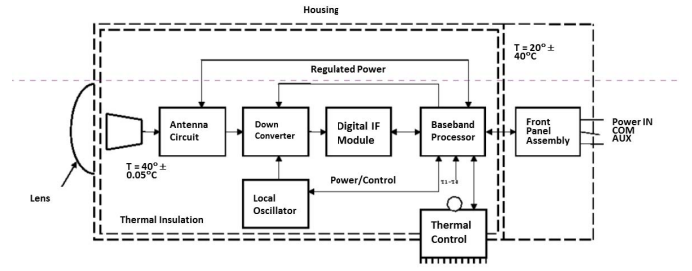 Housing
T = 20° ±
40°C
Regulated Power
Antenna
Circuit
Down
Converter
Digital IF
Module
Baseband
Processor
Front
Panel
Assembly
Power IN
COM
AUX
T = 40° ±
0.05°C
Lens
Power/Control
Local
Oscillator
Thermal Insulation
Thermal
Control